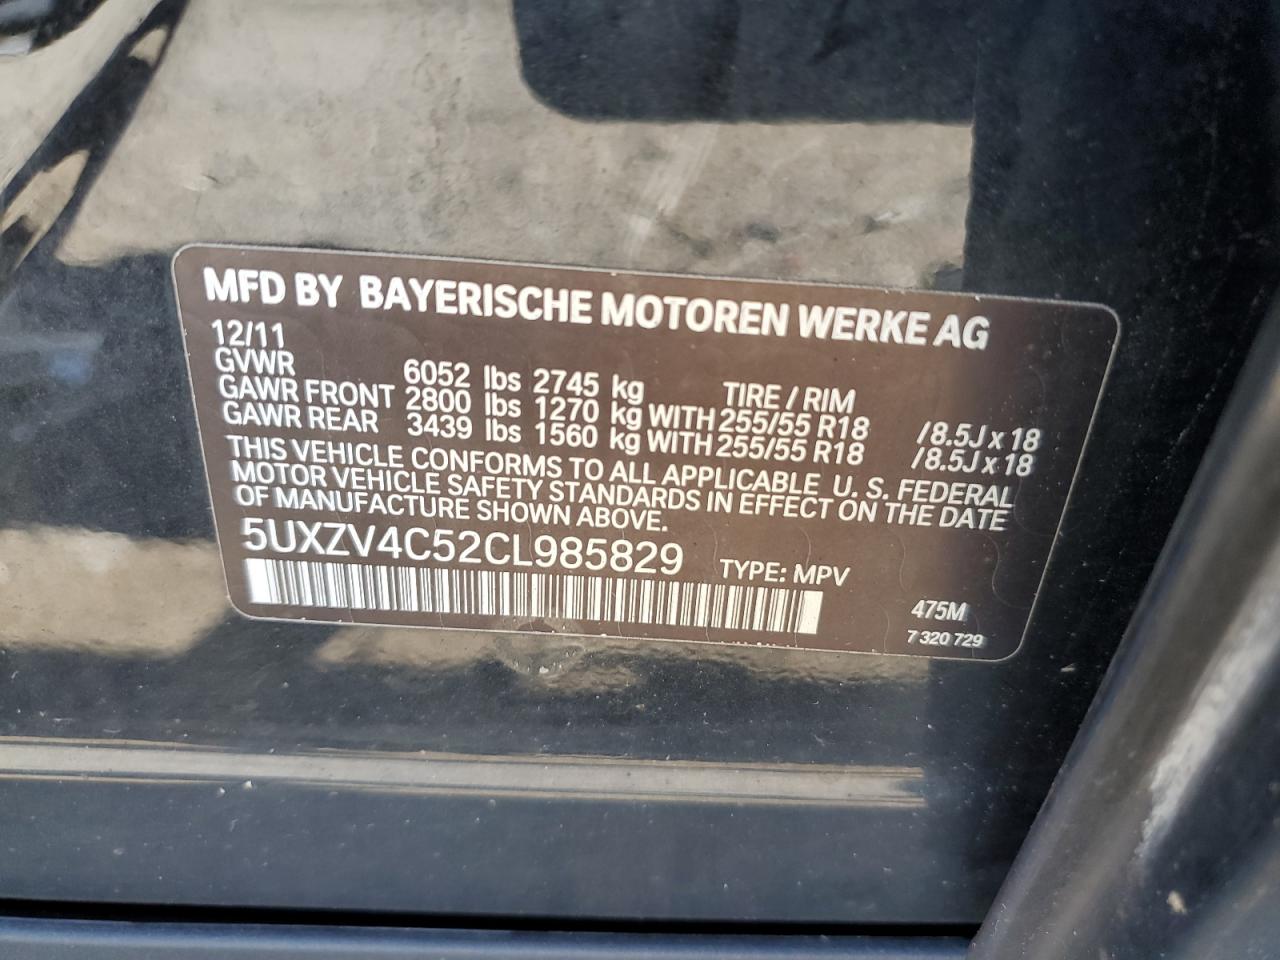 MFD BY BAYERISCHE MOTOREN WERKE AG
12/11
GVWR 6052 lbs 2745 kg TIRE / RIM
GAWR FRONT 2800 lbs 1270 kg WITH 255/55 R18 /8.5J x 18
GAWR REAR 3439 lbs 1560 kg WITH 255/55 R18 /8.5J x 18
THIS VEHICLE CONFORMS TO ALL APPLICABLE U. S. FEDERAL
MOTOR VEHICLE SAFETY STANDARDS IN EFFECT ON THE DATE
OF MANUFACTURE SHOWN ABOVE.
5UXZV4C52CL985829 TYPE: MPV
475M
7 320 729